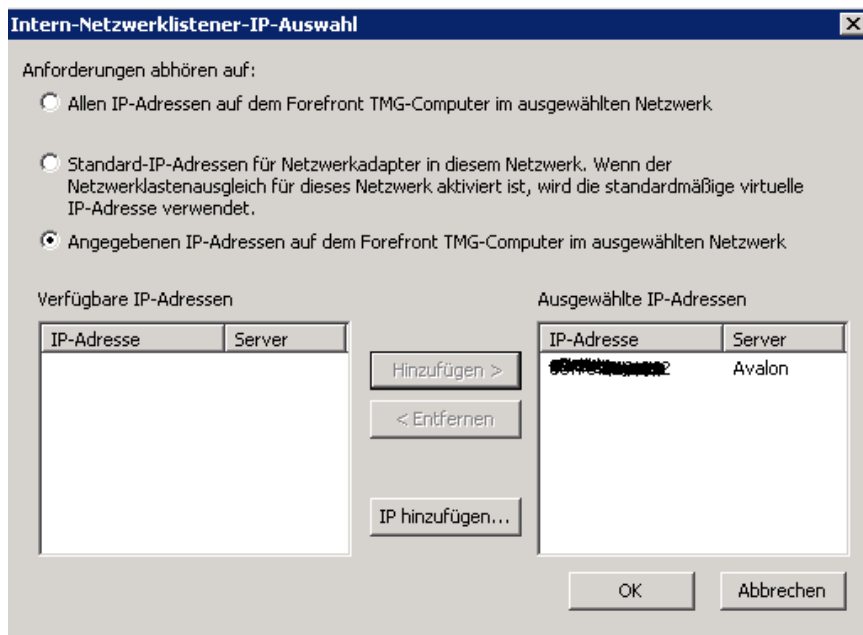 Intern-Netzwerklistener-IP-Auswahl
Anforderungen abhören auf:
Allen IP-Adressen auf dem Forefront TMG-Computer im ausgewählten Netzwerk
Standard-IP-Adressen für Netzwerkadapter in diesem Netzwerk. Wenn der
Netzwerklastenausgleich für dieses Netzwerk aktiviert ist, wird die standardmäßige virtuelle
IP-Adresse verwendet.
Angegebenen IP-Adressen auf dem Forefront TMG-Computer im ausgewählten Netzwerk
Verfügbare IP-Adressen
IP-Adresse Server
Hinzufügen >
< Entfernen
IP hinzufügen...
Ausgewählte IP-Adressen
IP-Adresse Server
Avalon
OK Abbrechen